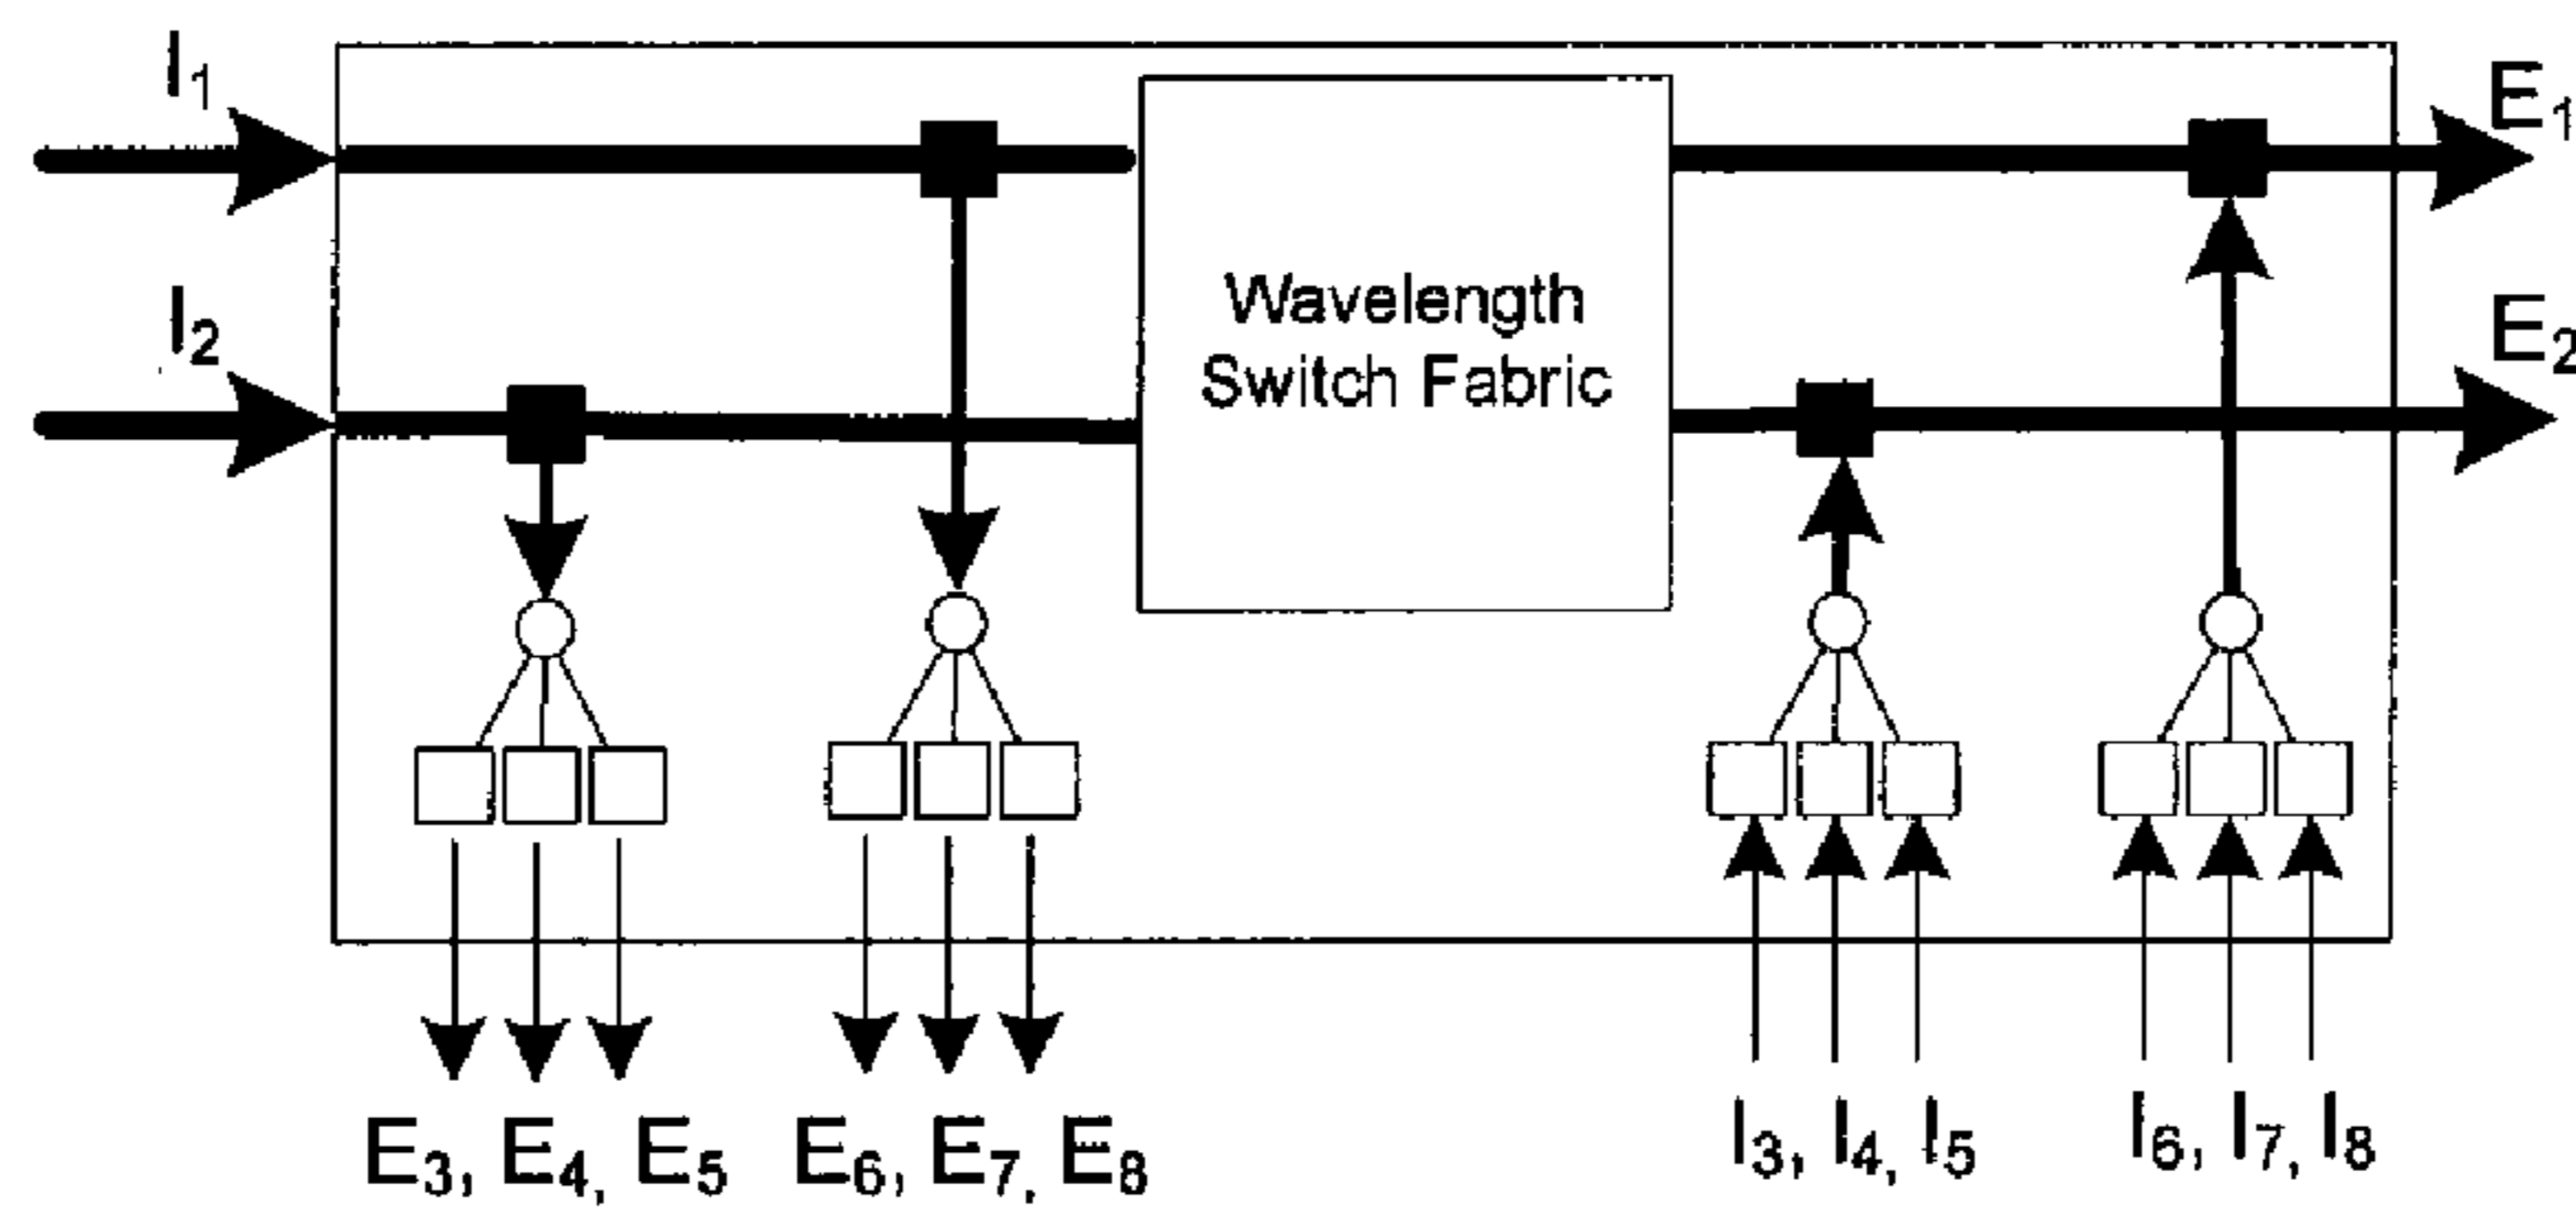 I₁
E₁
I₂
E₂
Wavelength
Switch Fabric
E₃, E₄, E₅
E₆, E₇, E₈
I₃, I₄, I₅
I₆, I₇, I₈